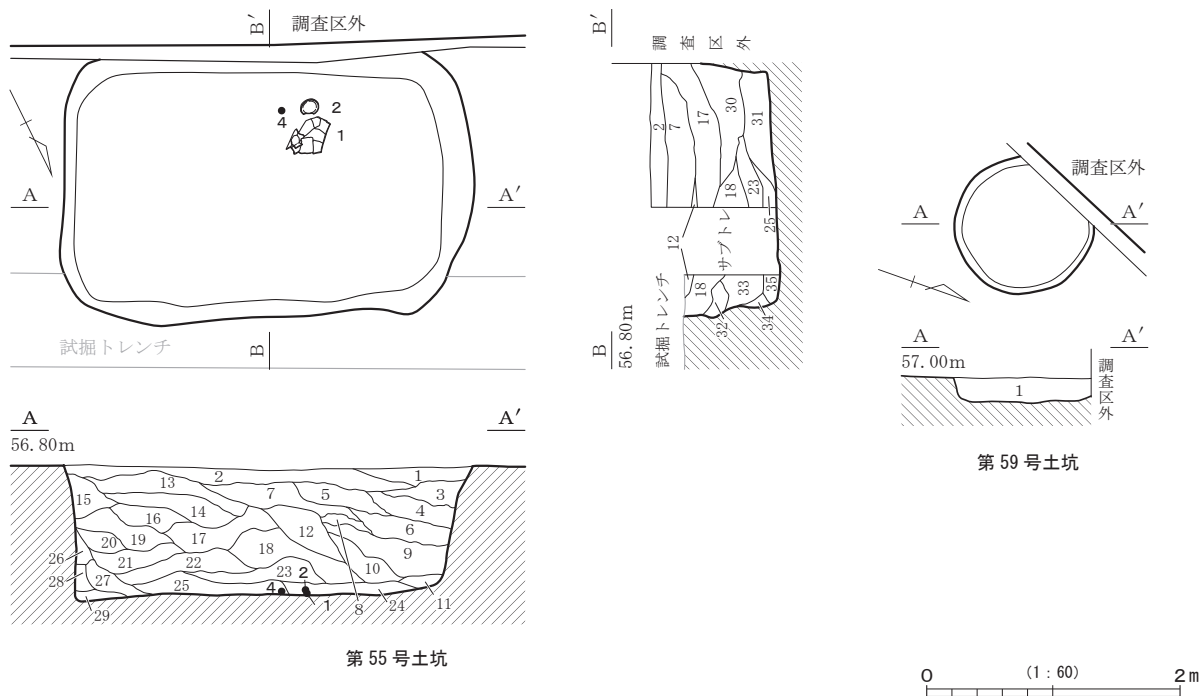 B′
調査区外
4
2
1
A
A′
試掘トレンチ
B
A
A′
56.80m
15
13
2
1
3
7
5
4
14
16
6
12
9
20
19
17
18
10
26
21
22
23
28
27
25
4
2
1
8
24
11
29
第 55 号土坑
B′
調査区外
2
7
17
30
31
18
23
25
12
サブトレ
18
33
35
32
34
試掘トレンチ
B
56.80m
調査区外
A
A′
A
A′
57.00m
1
調査区外
第 59 号土坑
0
(1：60)
2m